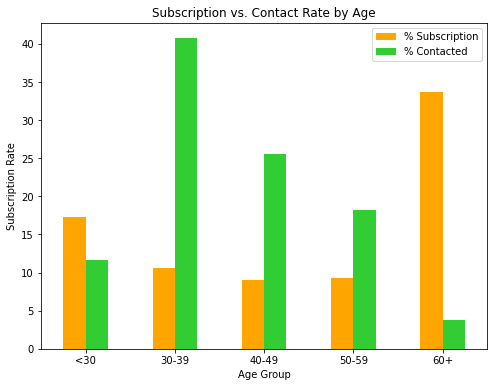 Subscription vs. Contact Rate by Age
% Subscription
% Contacted
Subscription Rate
40
35
30
25
20
15
10
5
0
<30
30-39
40-49
50-59
60+
Age Group